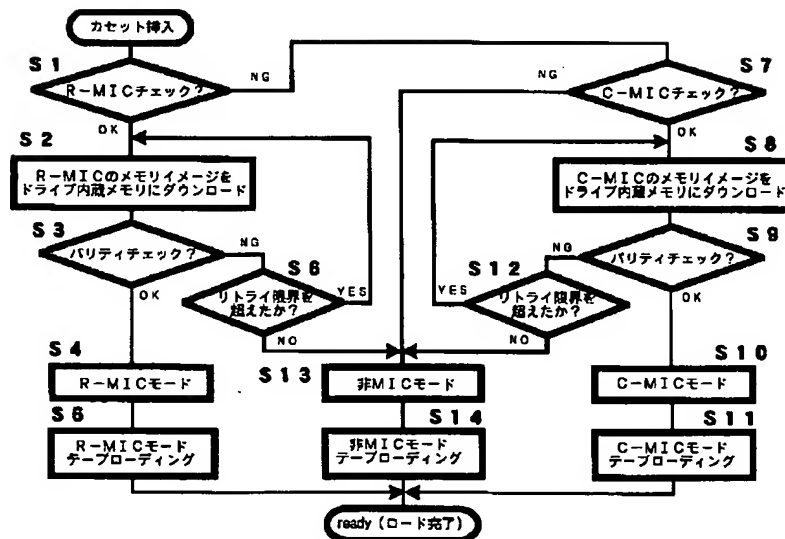 カセット挿入
S1
R-MICチェック?
NG
OK
S2
R-MICのメモリイメージを
ドライブ内蔵メモリにダウンロード
S3
パリティチェック?
NG
OK
S6
リトライ限界を
超えたか?
YES
NO
S4
R-MICモード
S5
R-MICモード
テープローディング
S7
C-MICチェック?
NG
OK
S8
C-MICのメモリイメージを
ドライブ内蔵メモリにダウンロード
S9
パリティチェック?
NG
OK
S12
リトライ限界を
超えたか?
YES
NO
S13
非MICモード
S14
非MICモード
テープローディング
S10
C-MICモード
S11
C-MICモード
テープローディング
ready(ロード完了)